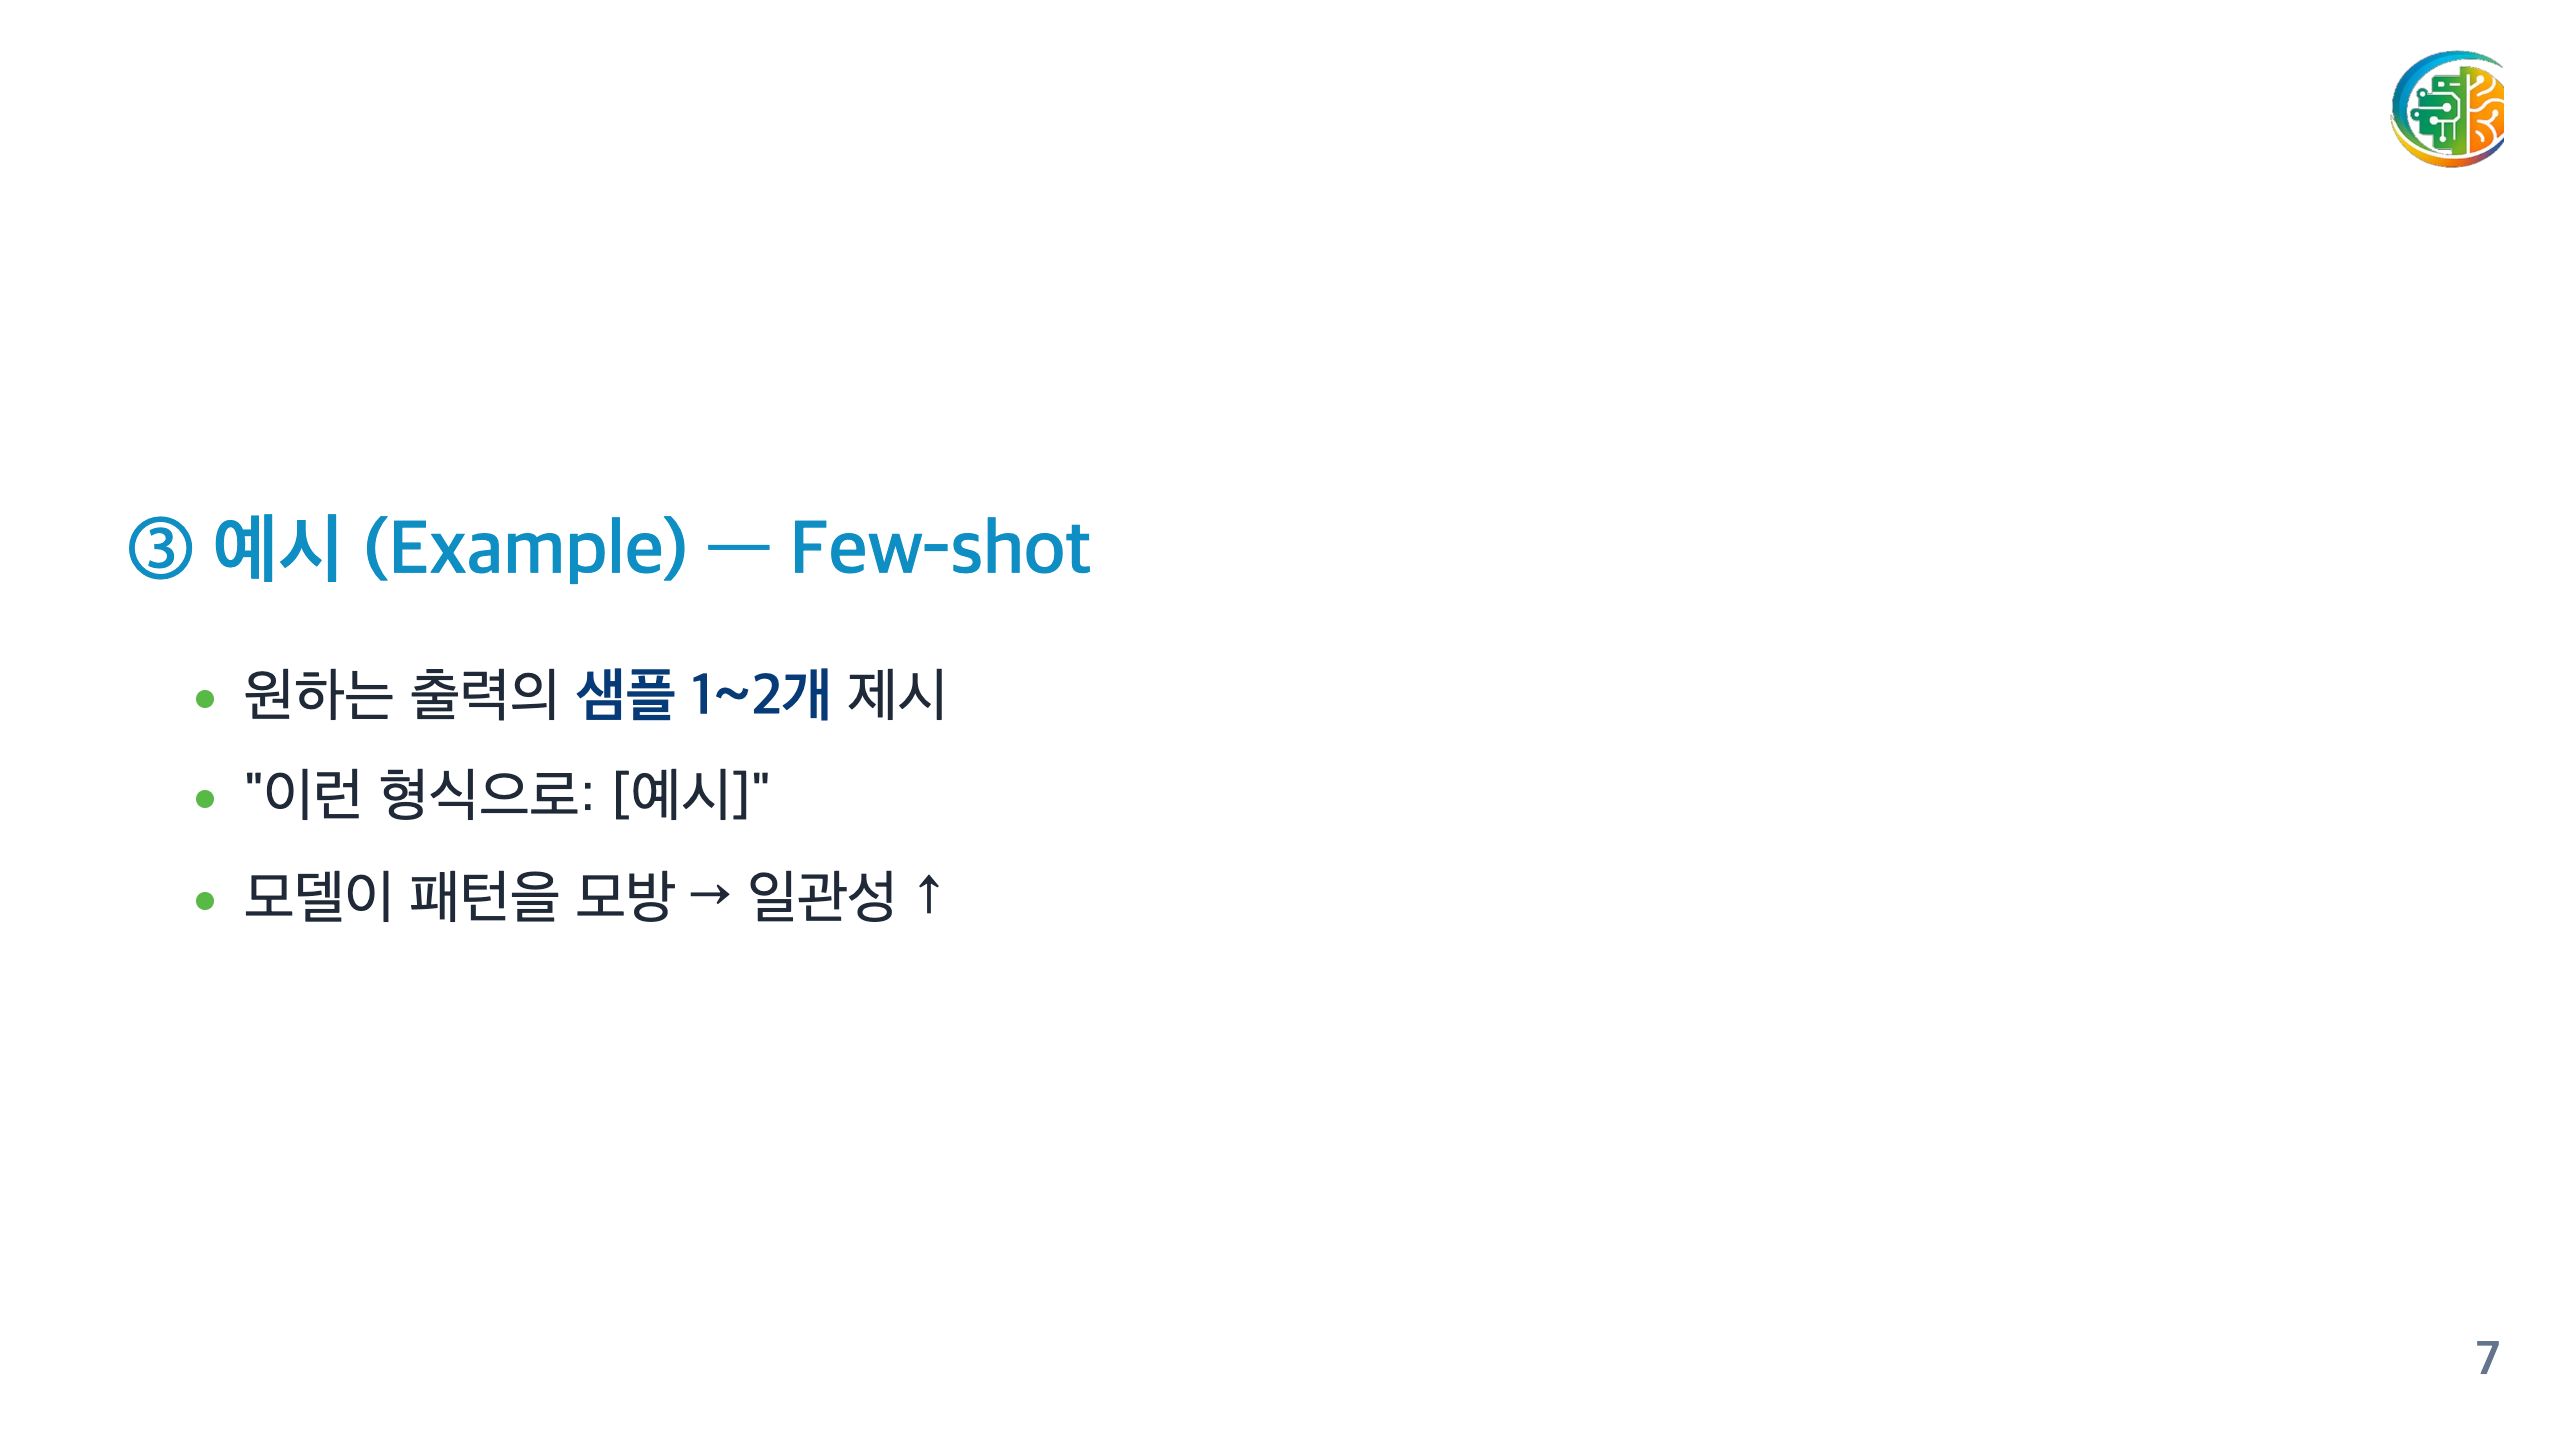 ③ 예시 (Example) — Few-shot
• 원하는 출력의 샘플 1~2개 제시
• "이런 형식으로: [예시]"
• 모델이 패턴을 모방 → 일관성 ↑
7